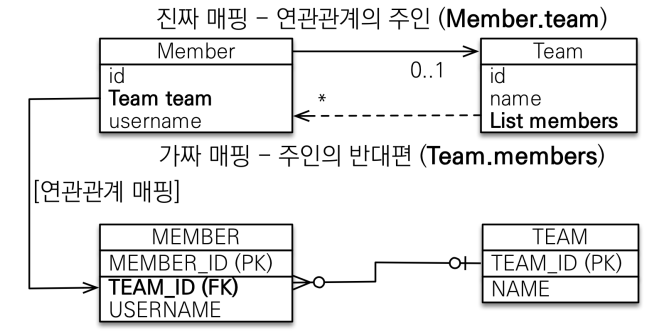 진짜 매핑 - 연관관계의 주인 (Member.team)
Member
id
Team team
username
0..1
*
Team
id
name
List members
가짜 매핑 - 주인의 반대편 (Team.members)
[연관관계 매핑]
MEMBER
MEMBER_ID (PK)
TEAM_ID (FK)
USERNAME
TEAM
TEAM_ID (PK)
NAME